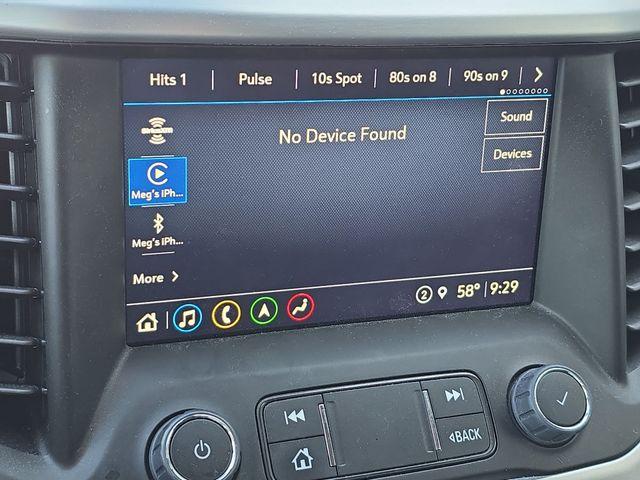 Hits 1 Pulse 10s Spot 80s on 8 90s on 9
SiriusXM
No Device Found
Sound
Devices
Meg's iPh...
Meg's iPh...
More
2 58° 9:29
BACK